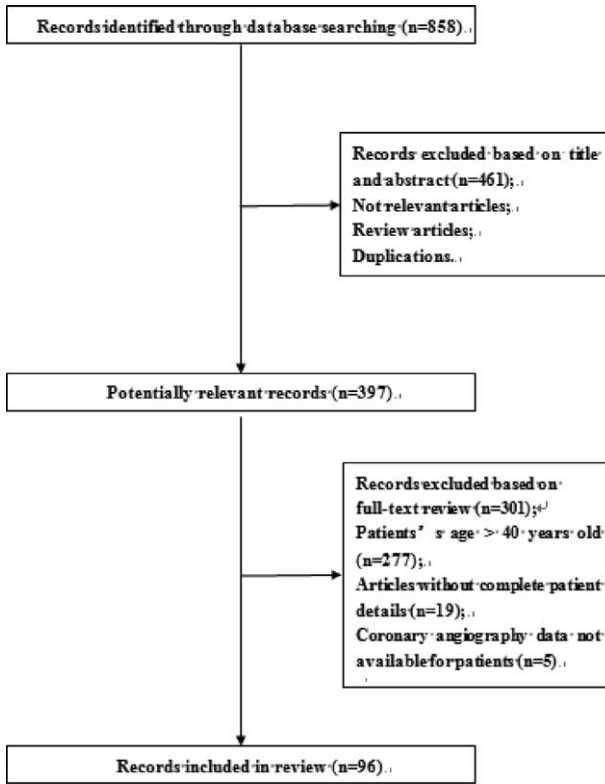 Records identified through database searching (n=858).
Records excluded based on title
and abstract (n=461);
Not relevant articles;
Review articles;
Duplications.
Potentially relevant records (n=397).
Records excluded based on
full-text review (n=301);
Patients' s age > 40 years old
(n=277);
Articles without complete patient
details (n=19);
Coronary angiography data not
available for patients (n=5)
Records included in review (n=96).